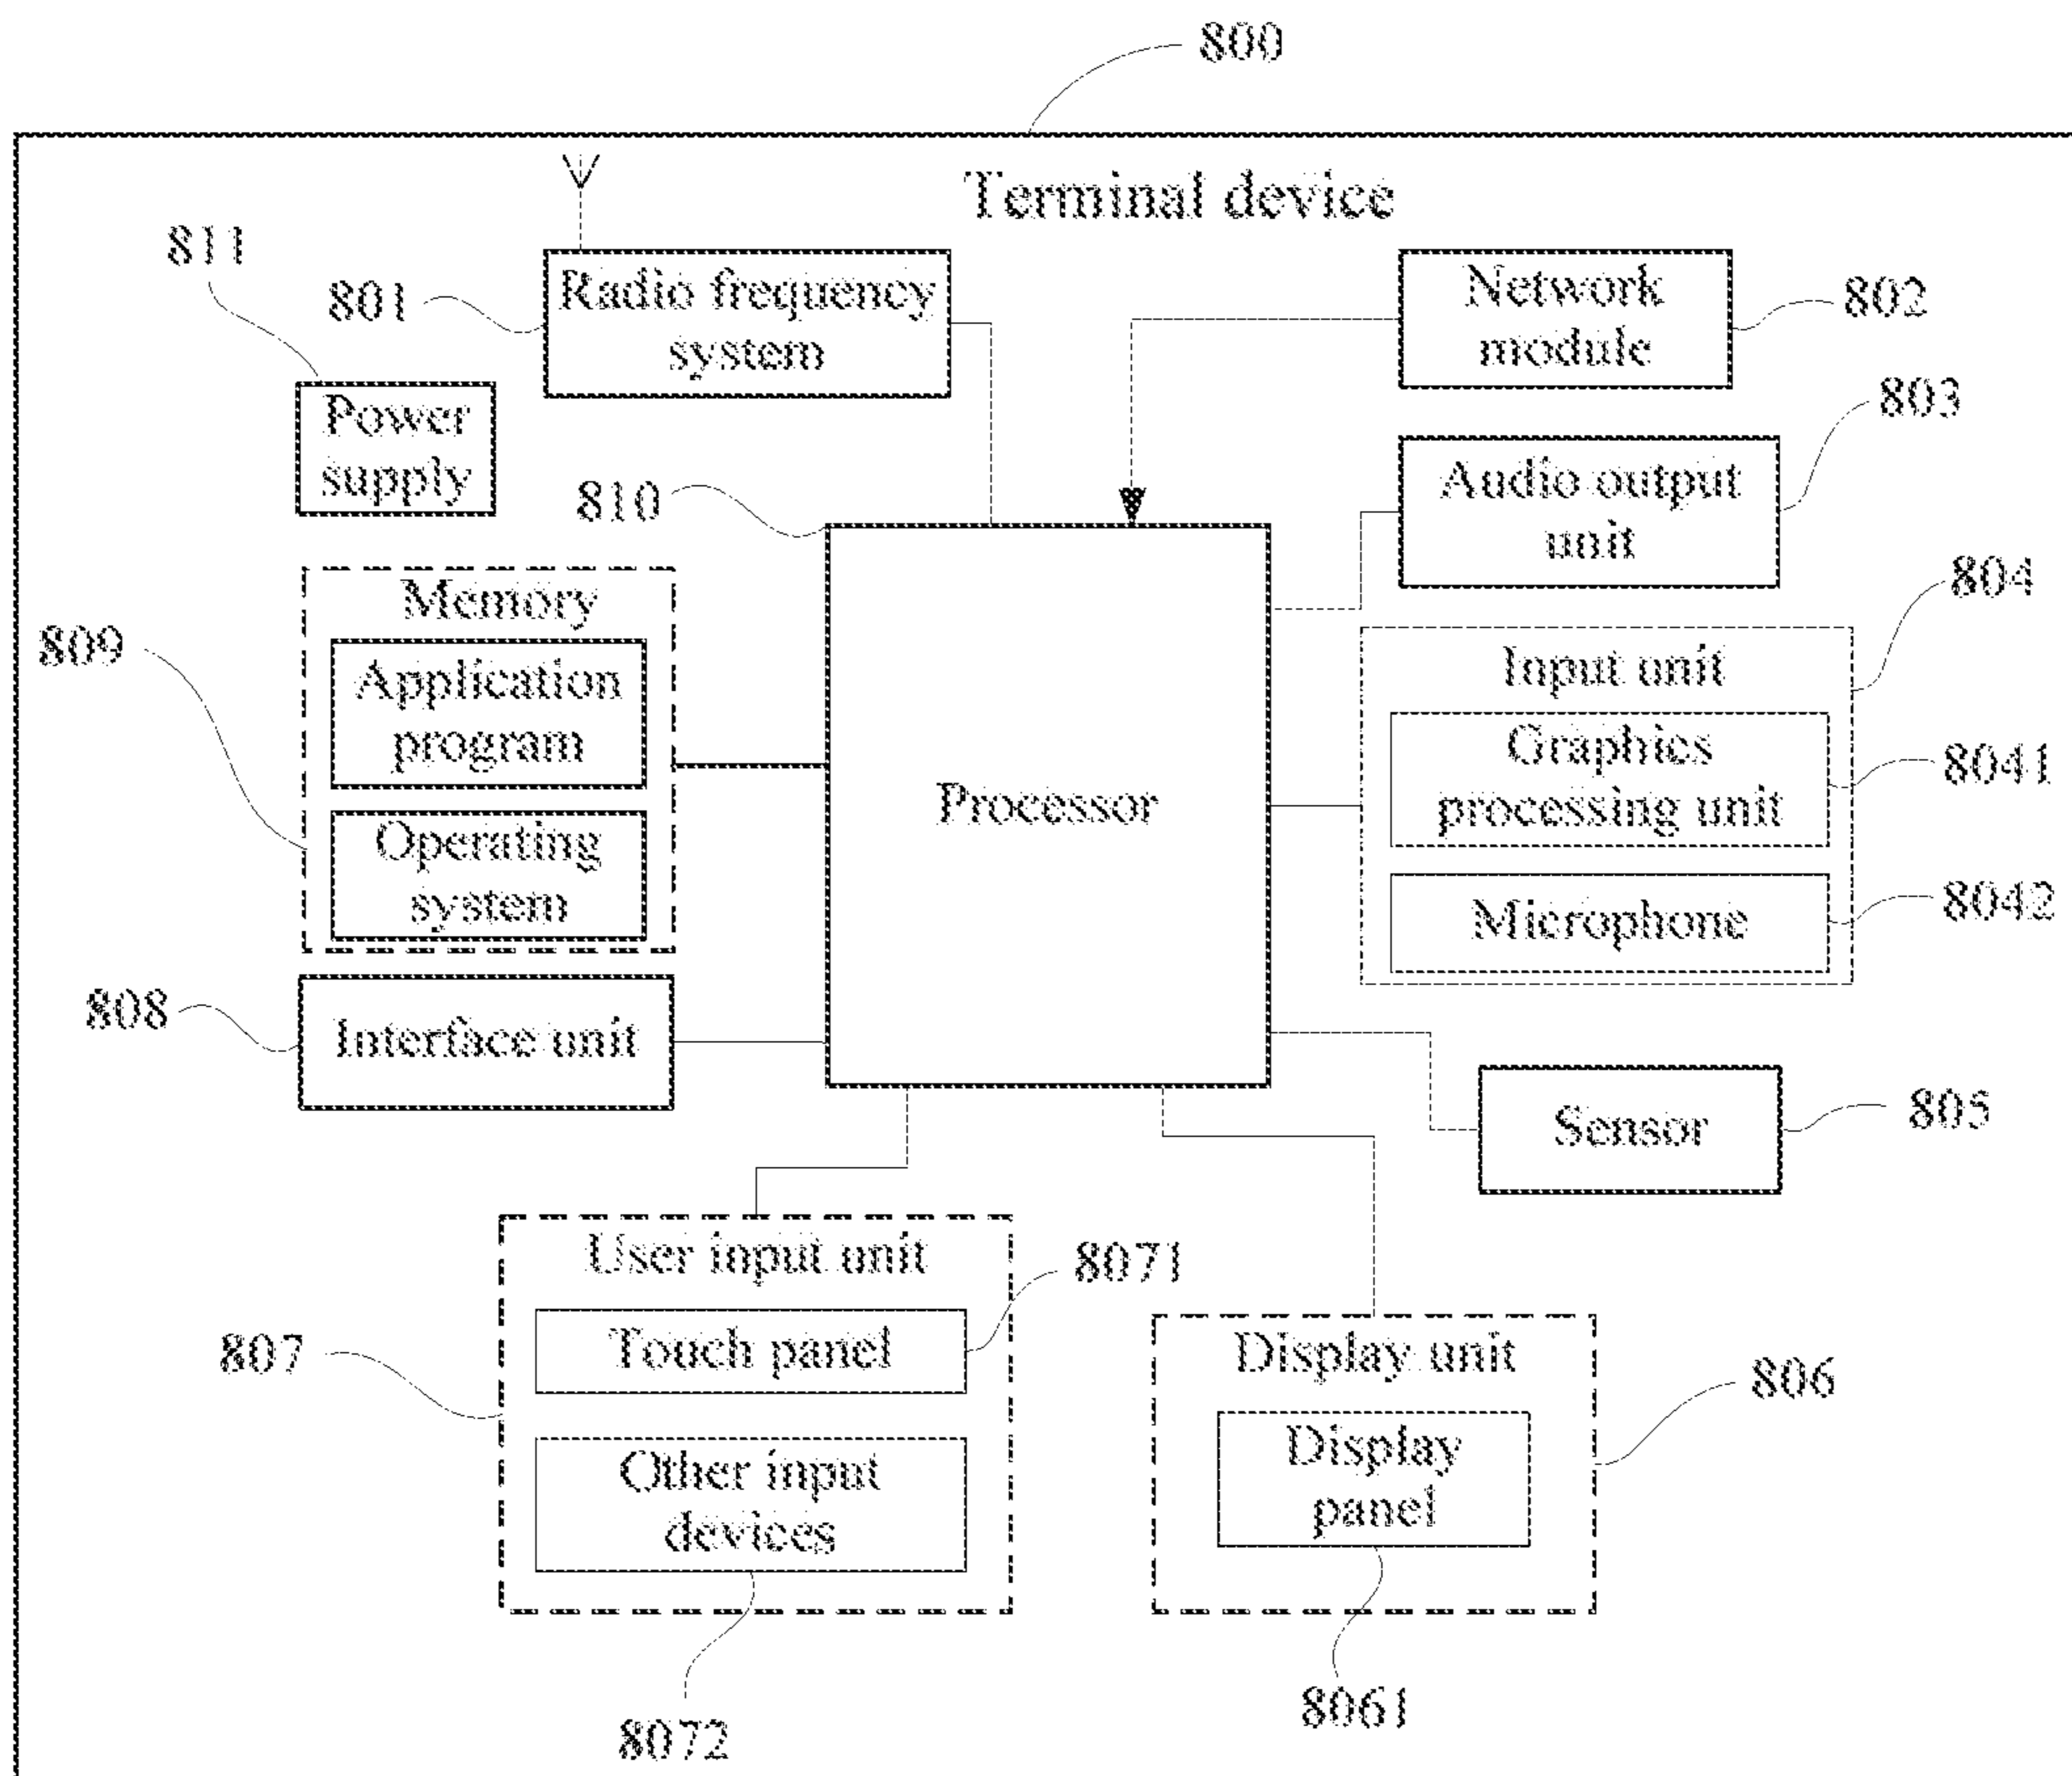 800
Terminal device
811
801
Radio frequency
system
Network
module
802
Power
supply
803
Audio output
unit
810
Memory
809
Application
program
Operating
system
Processor
804
Input unit
Graphics
processing unit
8041
Microphone
8042
808
Interface unit
Sensor
805
User input unit
8071
807
Touch panel
Other input
devices
8072
Display unit
806
Display
panel
8061